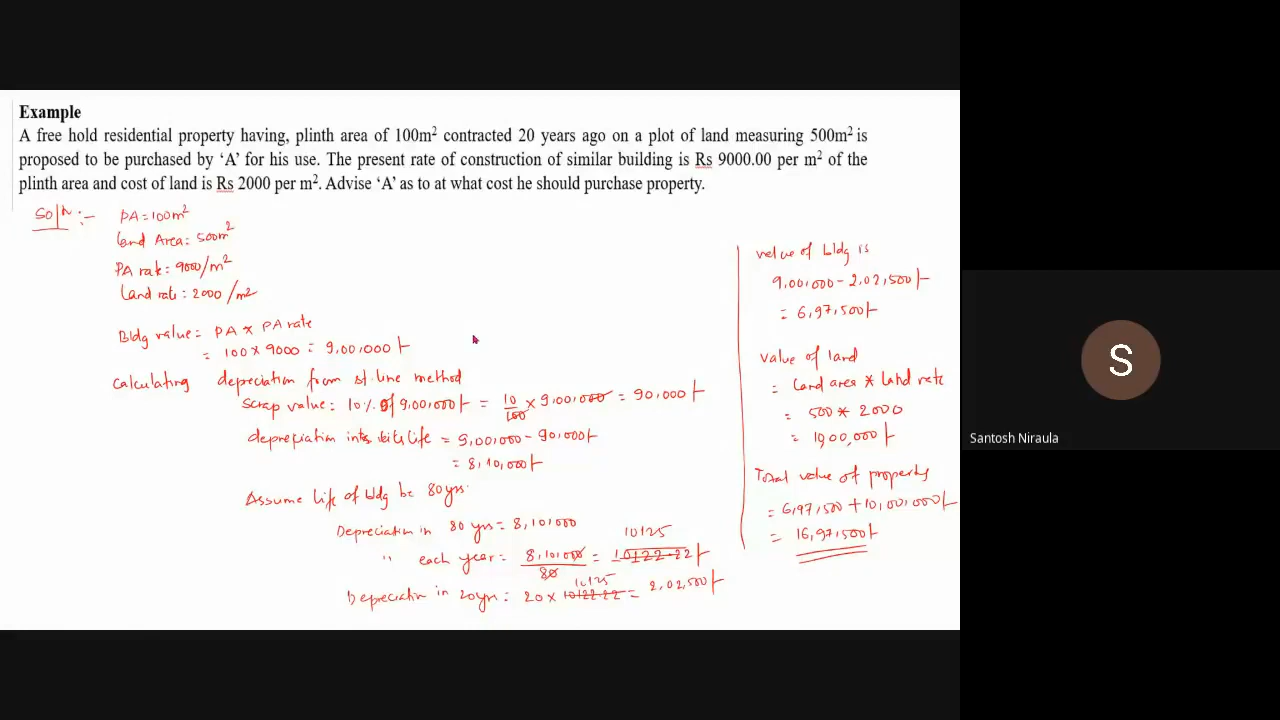 Example
A free hold residential property having, plinth area of 100m² contracted 20 years ago on a plot of land measuring 500m² is
proposed to be purchased by ‘A’ for his use. The present rate of construction of similar building is Rs 9000.00 per m² of the
plinth area and cost of land is Rs 2000 per m². Advise ‘A’ as to at what cost he should purchase property.
Soln :-
PA = 100m²
Land Area: 500m²
PA rate: 9000/m²
Land rate: 2000/m²
Bldg value: PA × PA rate
= 100 × 9000 = 9,00,000/-
Calculating depreciation from st. line method
Scrap value: 10% of 9,00,000/- = 10/100 × 9,00,000 = 90,000/-
depreciation life = 9,00,000 - 90,000/-
= 8,10,000/-
Assume life of bldg be 80 yrs.
Depreciation in 80 yrs = 8,10,000
10125
" each year = 8,10,000/80 = 10122.22/-
10125
Depreciation in 20 yrs = 20 × 10122.22 = 2,02,500/-
value of bldg is
9,00,000 - 2,02,500/-
= 6,97,500/-
Value of land
= Land area * Land rate
= 500 * 2000
= 10,00,000/-
Total value of property
= 6,97,500 + 10,00,000/-
= 16,97,500/-
S
Santosh Niraula